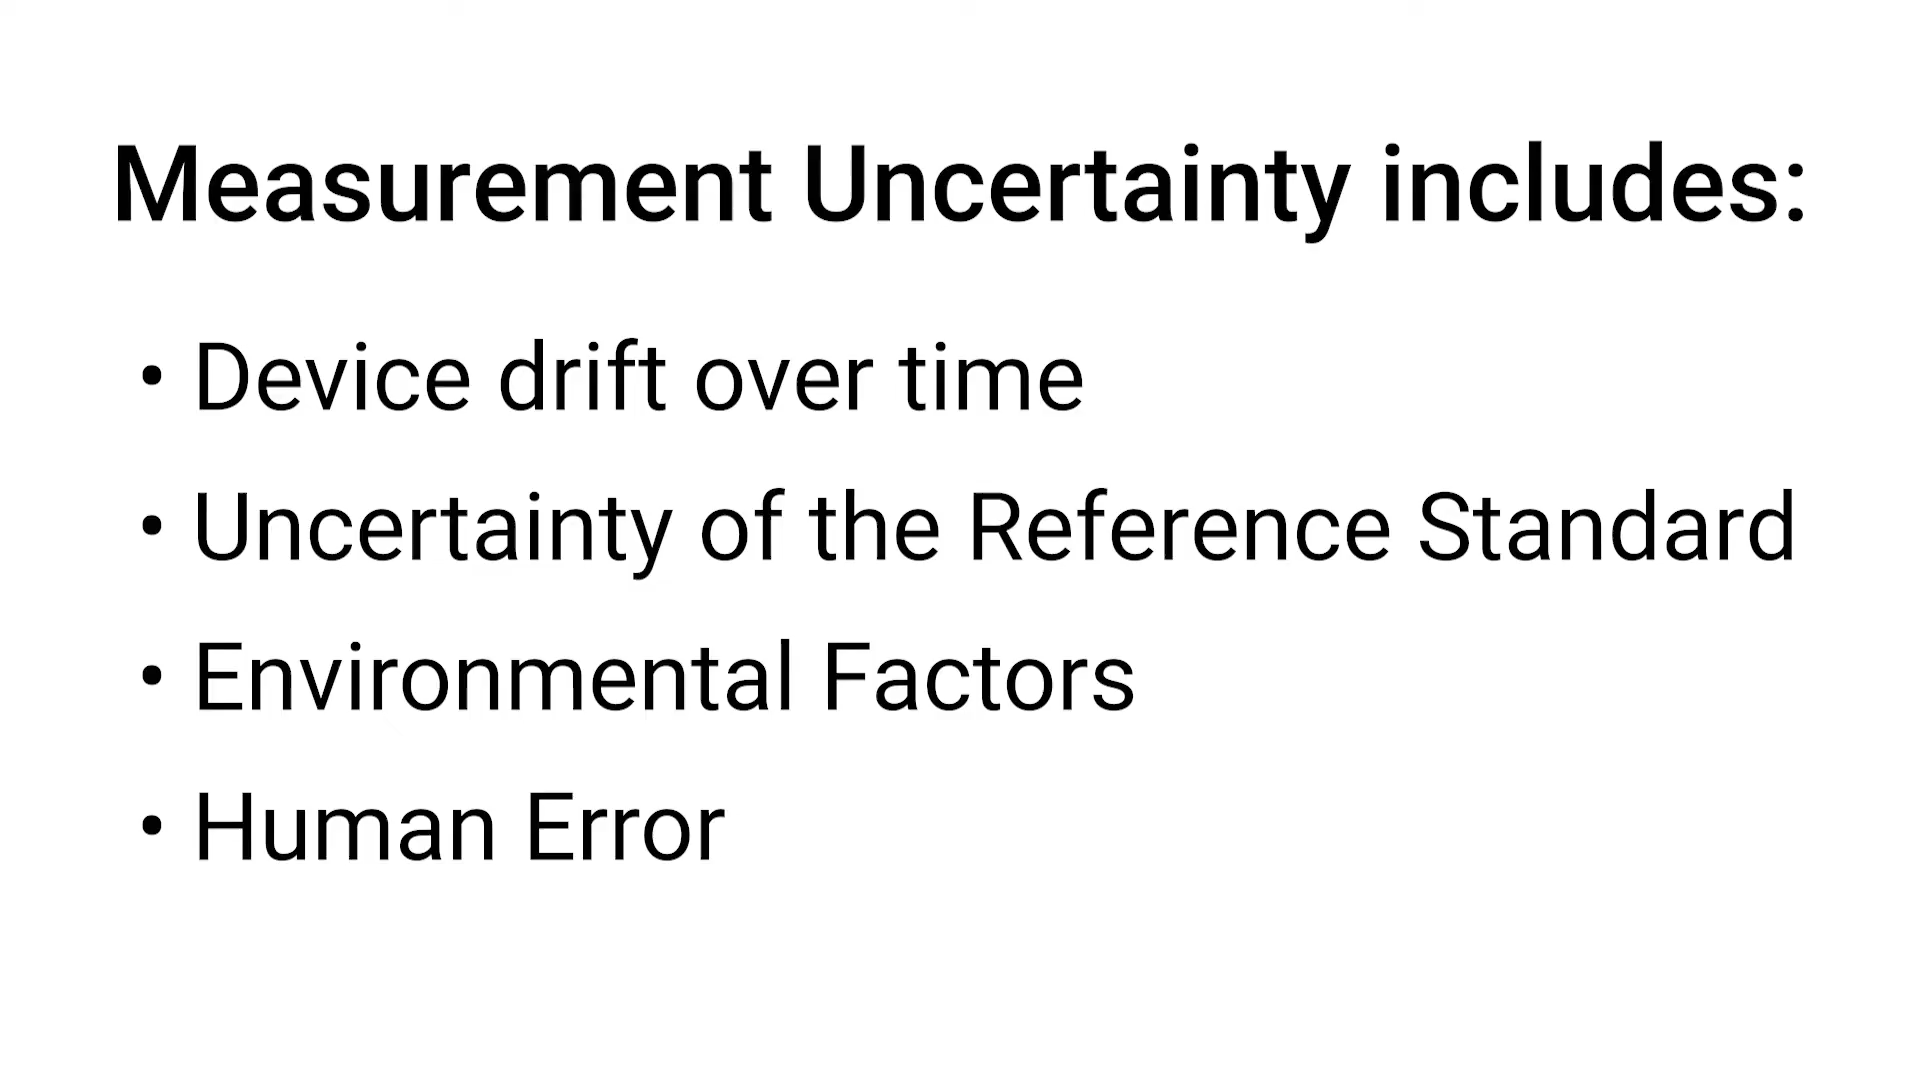 Measurement Uncertainty includes:
• Device drift over time
• Uncertainty of the Reference Standard
• Environmental Factors
• Human Error